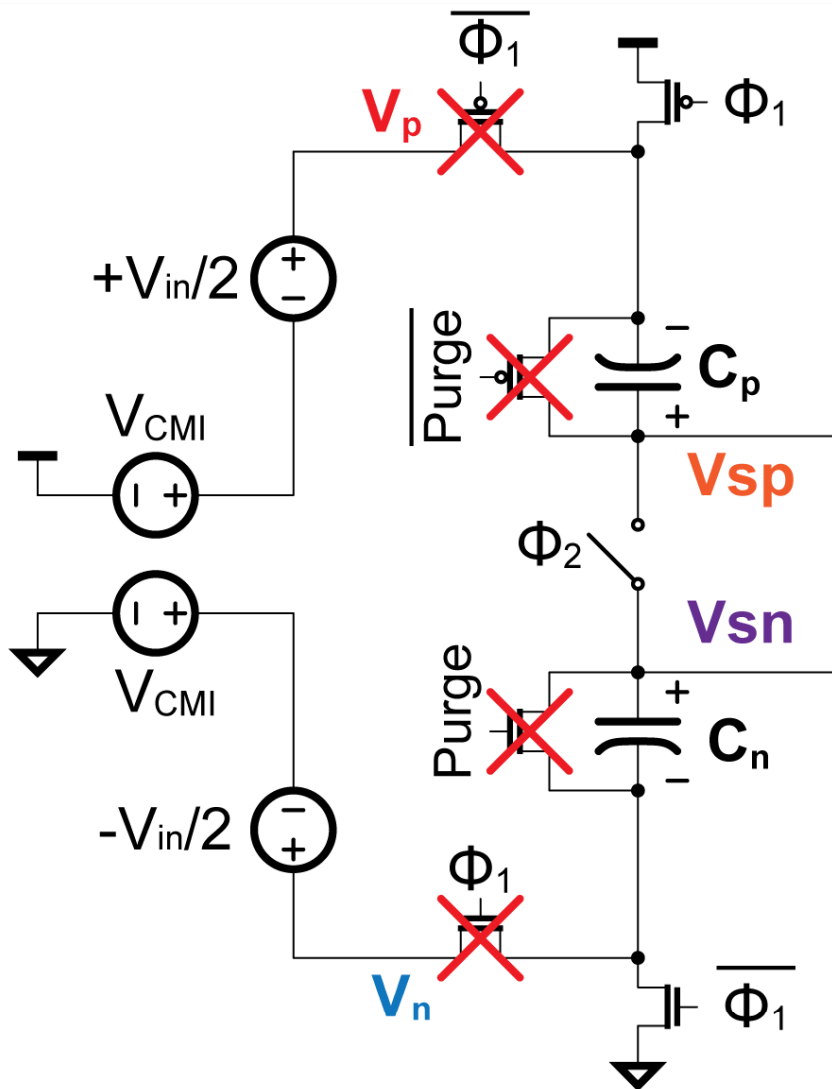 Φ1
Vp
Φ1
+Vin/2
Purge
Cp
VCMI
Vsp
Φ2
Vsn
VCMI
Purge
Cn
-Vin/2
Φ1
Vn
Φ1